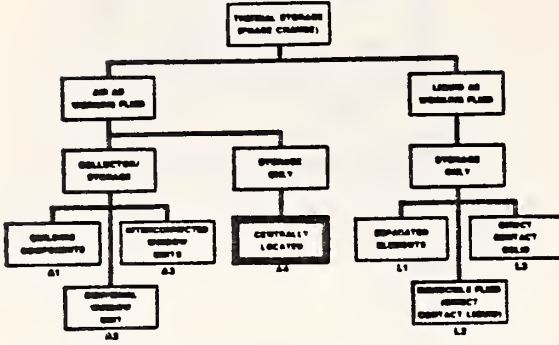 THERMAL STORAGE
(PHASE CHANGE)
AIR AS
WORKING FLUID
LIQUID AS
WORKING FLUID
COLLECTOR/
STORAGE
STORAGE
ONLY
STORAGE
ONLY
BUILDING
COMPONENTS
A1
INTERCONNECTED
WINDOW
UNITS
A3
CENTRALLY
LOCATED
A4
SEPARATED
ELEMENTS
L1
DIRECT
CONTACT
SOLID
L3
WINDOW
UNIT
A2
IMMISCIBLE FLUID
(DIRECT
CONTACT LIQUID)
L2